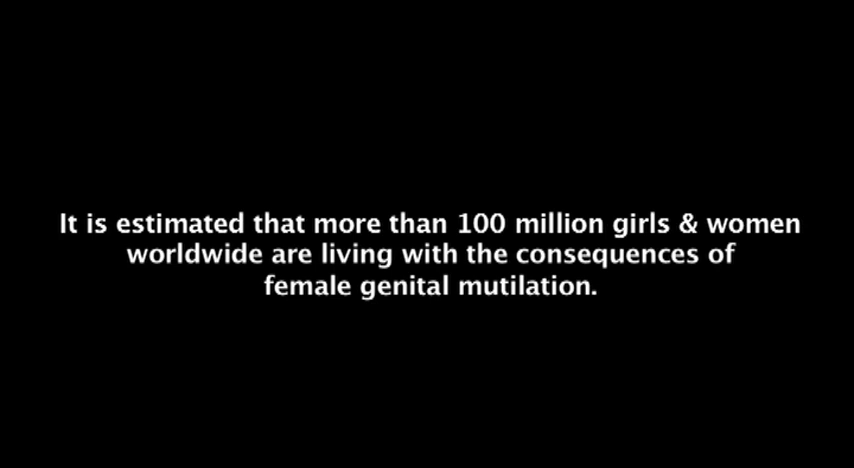 It is estimated that more than 100 million girls & women
worldwide are living with the consequences of
female genital mutilation.